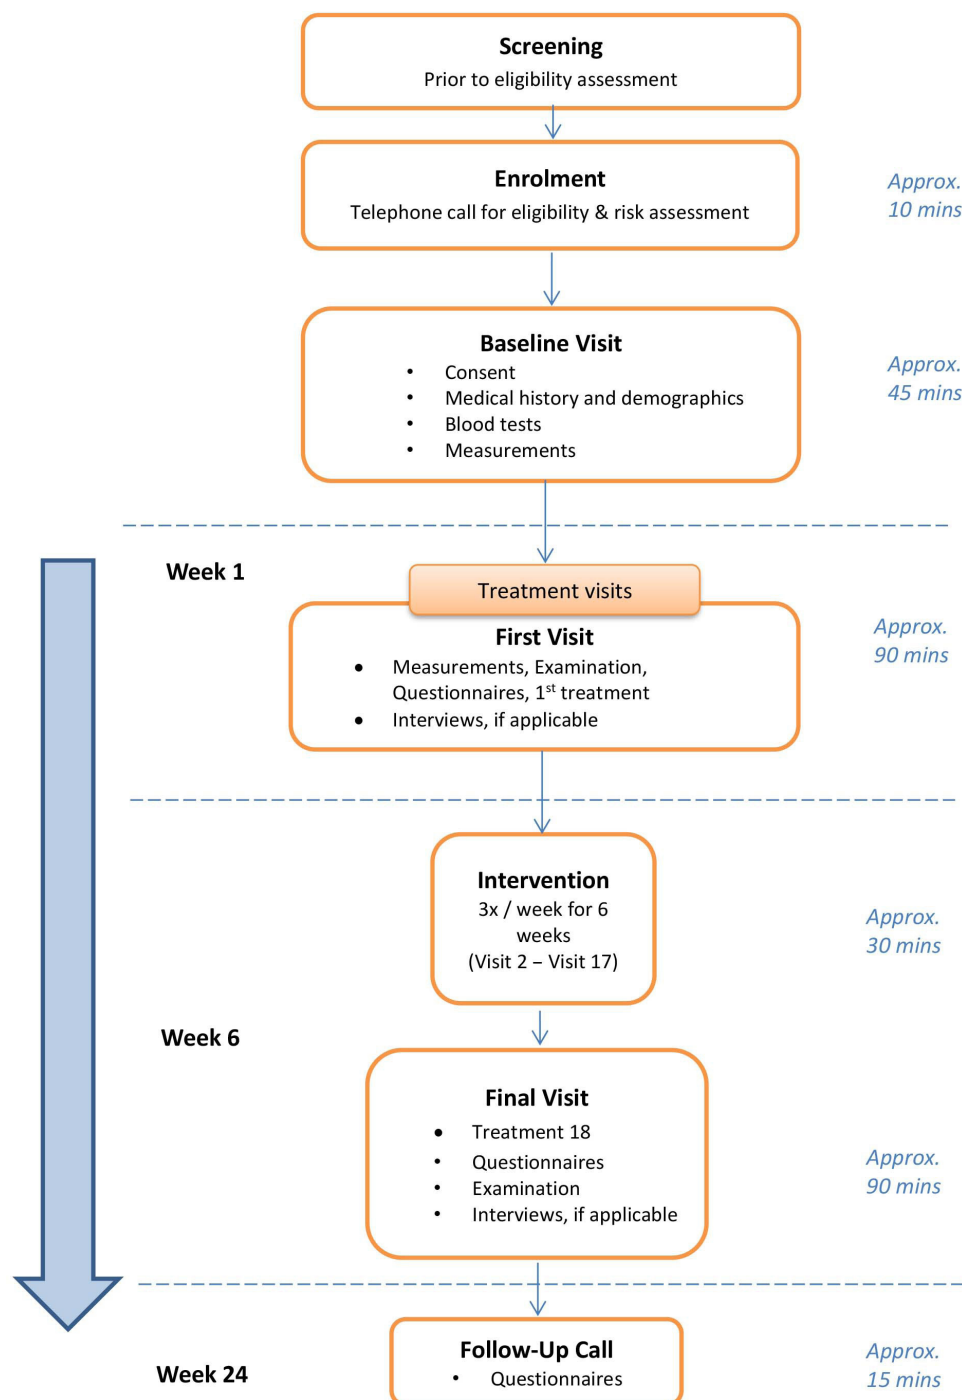 Screening
Prior to eligibility assessment
Enrolment
Telephone call for eligibility & risk assessment
Approx.
10 mins
Baseline Visit
• Consent
• Medical history and demographics
• Blood tests
• Measurements
Approx.
45 mins
Week 1
Treatment visits
First Visit
• Measurements, Examination,
Questionnaires, 1st treatment
• Interviews, if applicable
Approx.
90 mins
Intervention
3x / week for 6
weeks
(Visit 2 – Visit 17)
Approx.
30 mins
Week 6
Final Visit
• Treatment 18
• Questionnaires
• Examination
• Interviews, if applicable
Approx.
90 mins
Week 24
Follow-Up Call
• Questionnaires
Approx.
15 mins